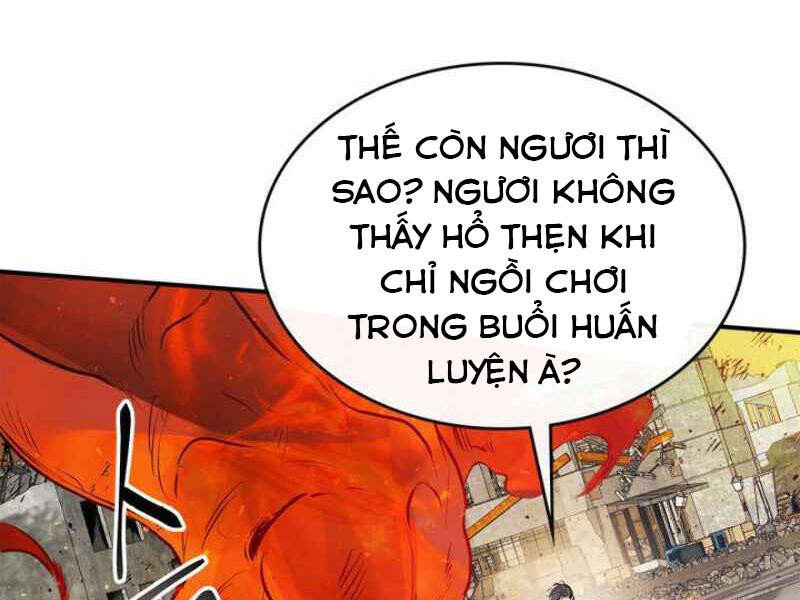 THẾ CÒN NGƯƠI THÌ
SAO? NGƯƠI KHÔNG
THẤY HỔ THẸN KHI
CHỈ NGỒI CHƠI
TRONG BUỔI HUẤN
LUYỆN À?